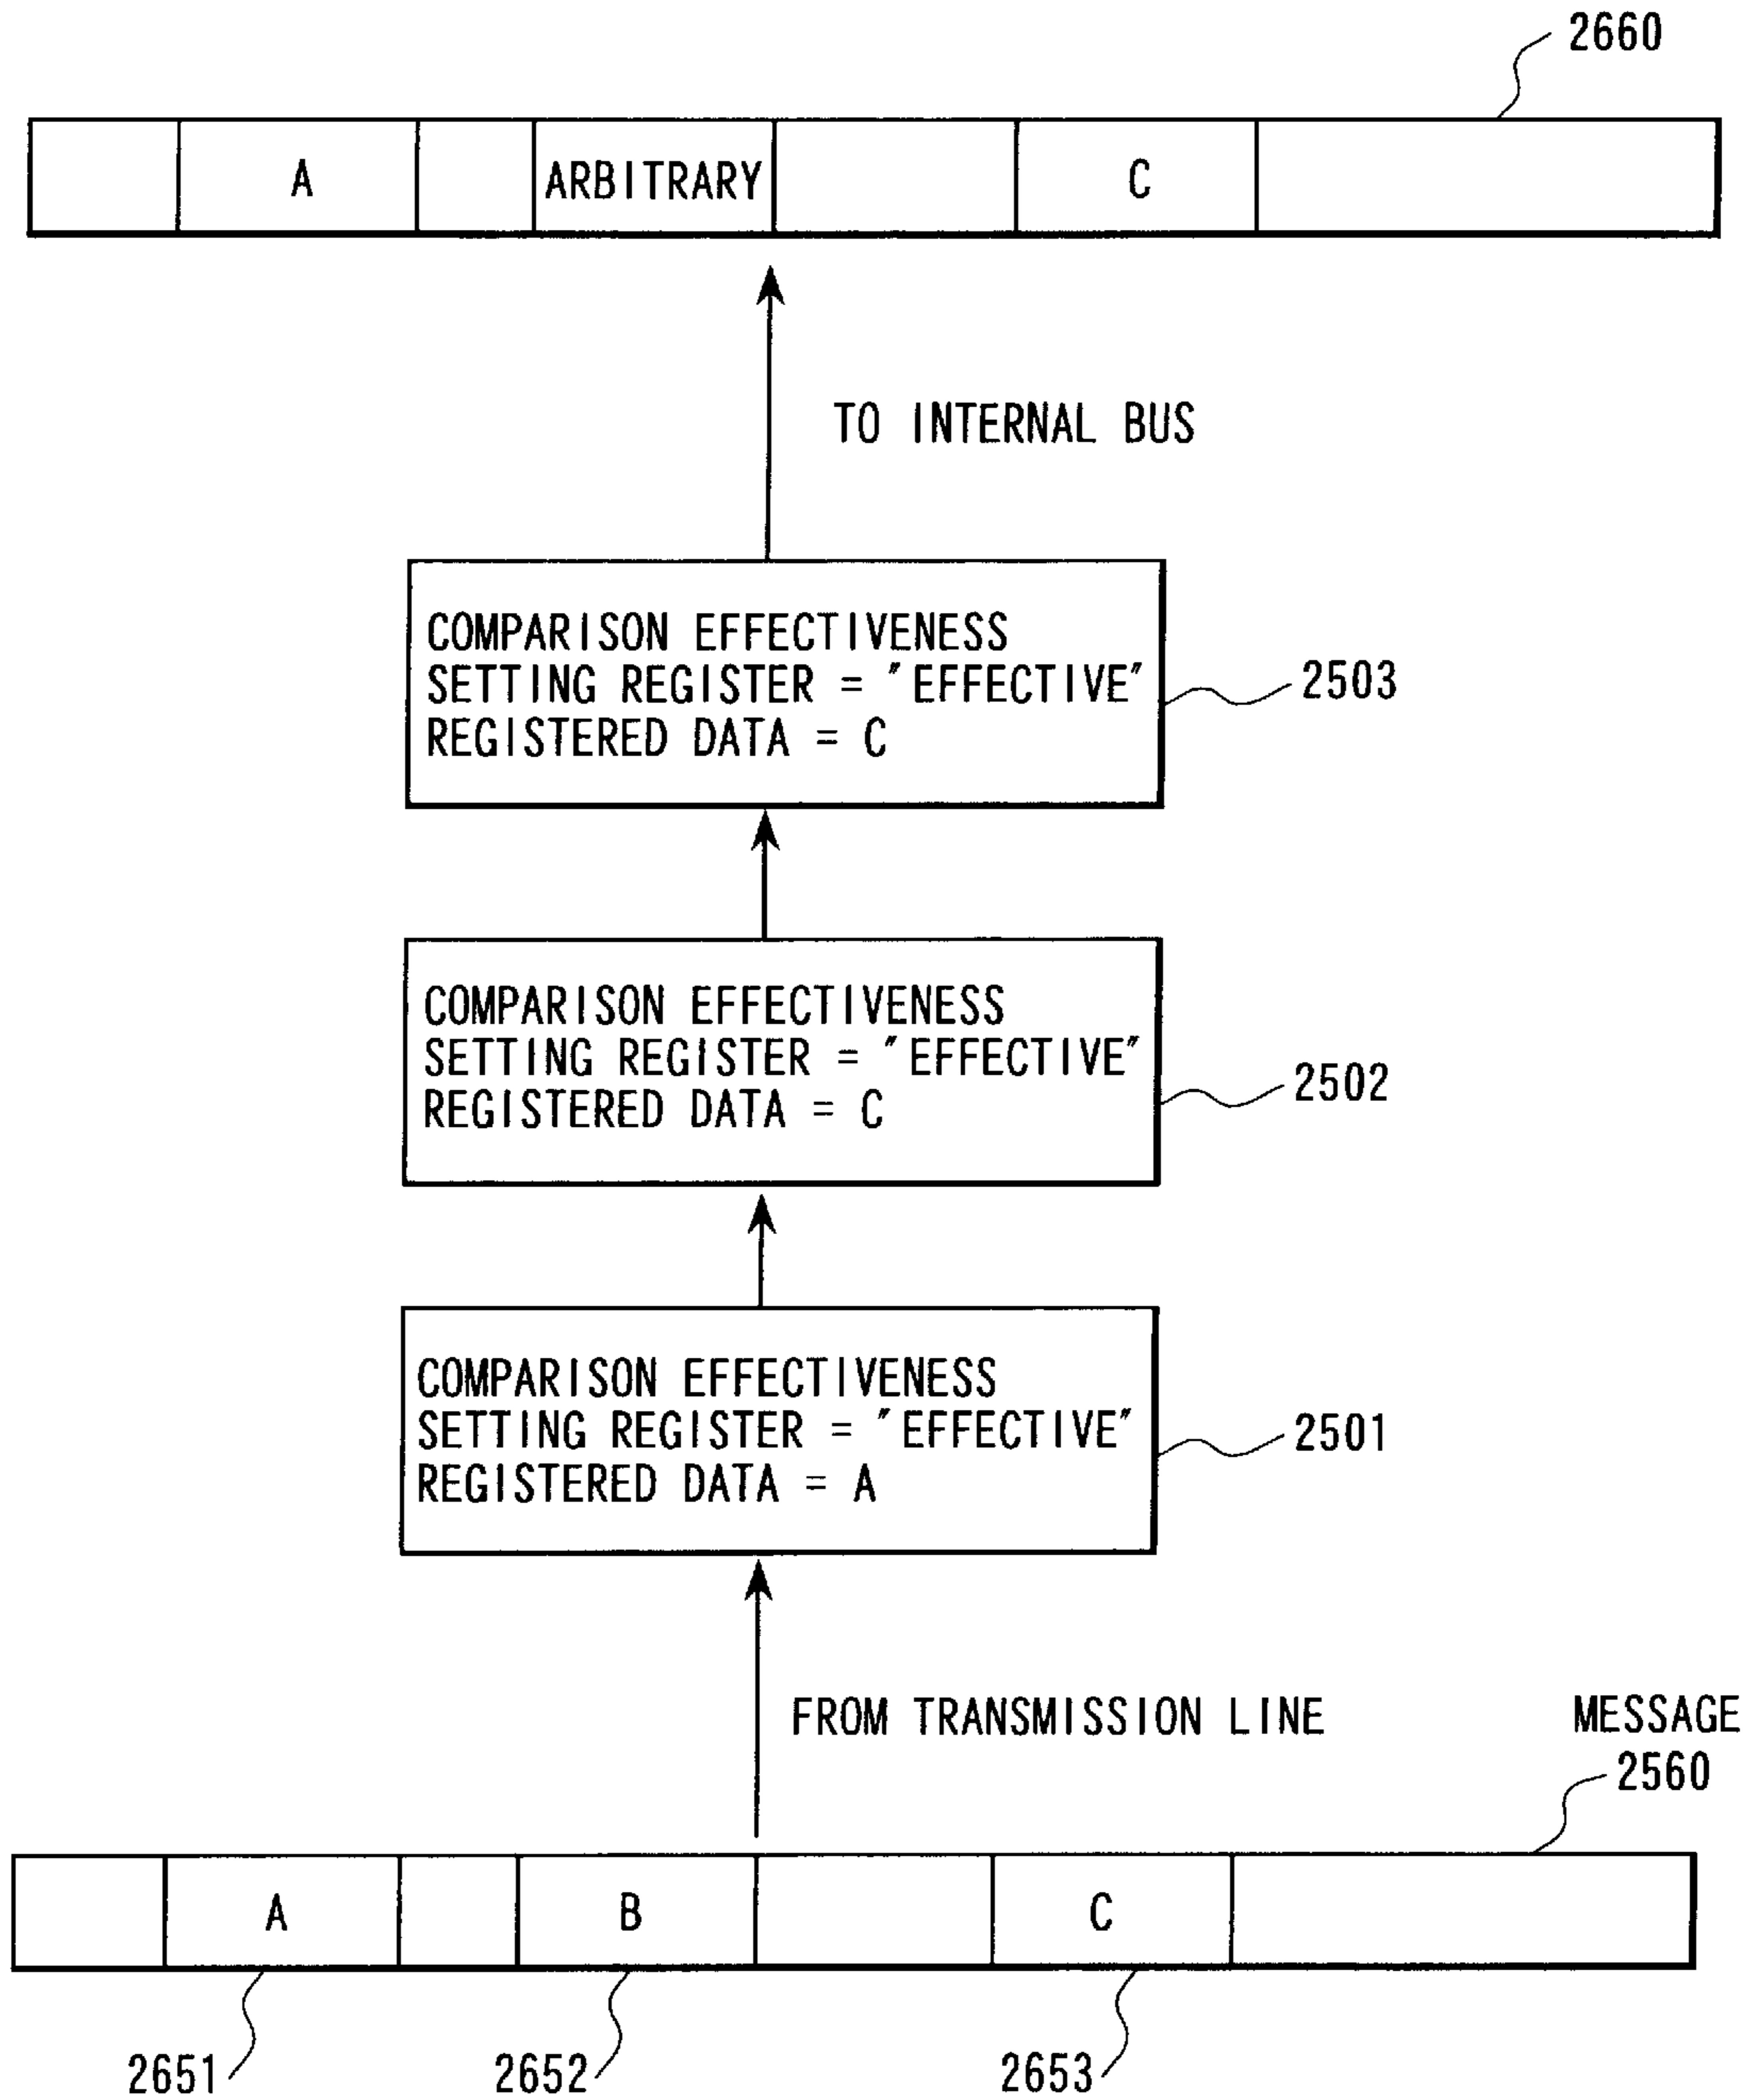 2660
A ARBITRARY C
TO INTERNAL BUS
COMPARISON EFFECTIVENESS
SETTING REGISTER = "EFFECTIVE"
REGISTERED DATA = C
2503
COMPARISON EFFECTIVENESS
SETTING REGISTER = "EFFECTIVE"
REGISTERED DATA = C
2502
COMPARISON EFFECTIVENESS
SETTING REGISTER = "EFFECTIVE"
REGISTERED DATA = A
2501
FROM TRANSMISSION LINE
MESSAGE
2560
A B C
2651 2652 2653